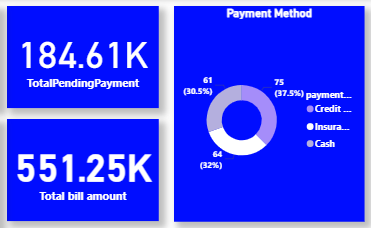 184.61K
TotalPendingPayment
551.25K
Total bill amount
Payment Method
61
(30.5%)
75
(37.5%)
64
(32%)
payment...
Credit ...
Insura...
Cash